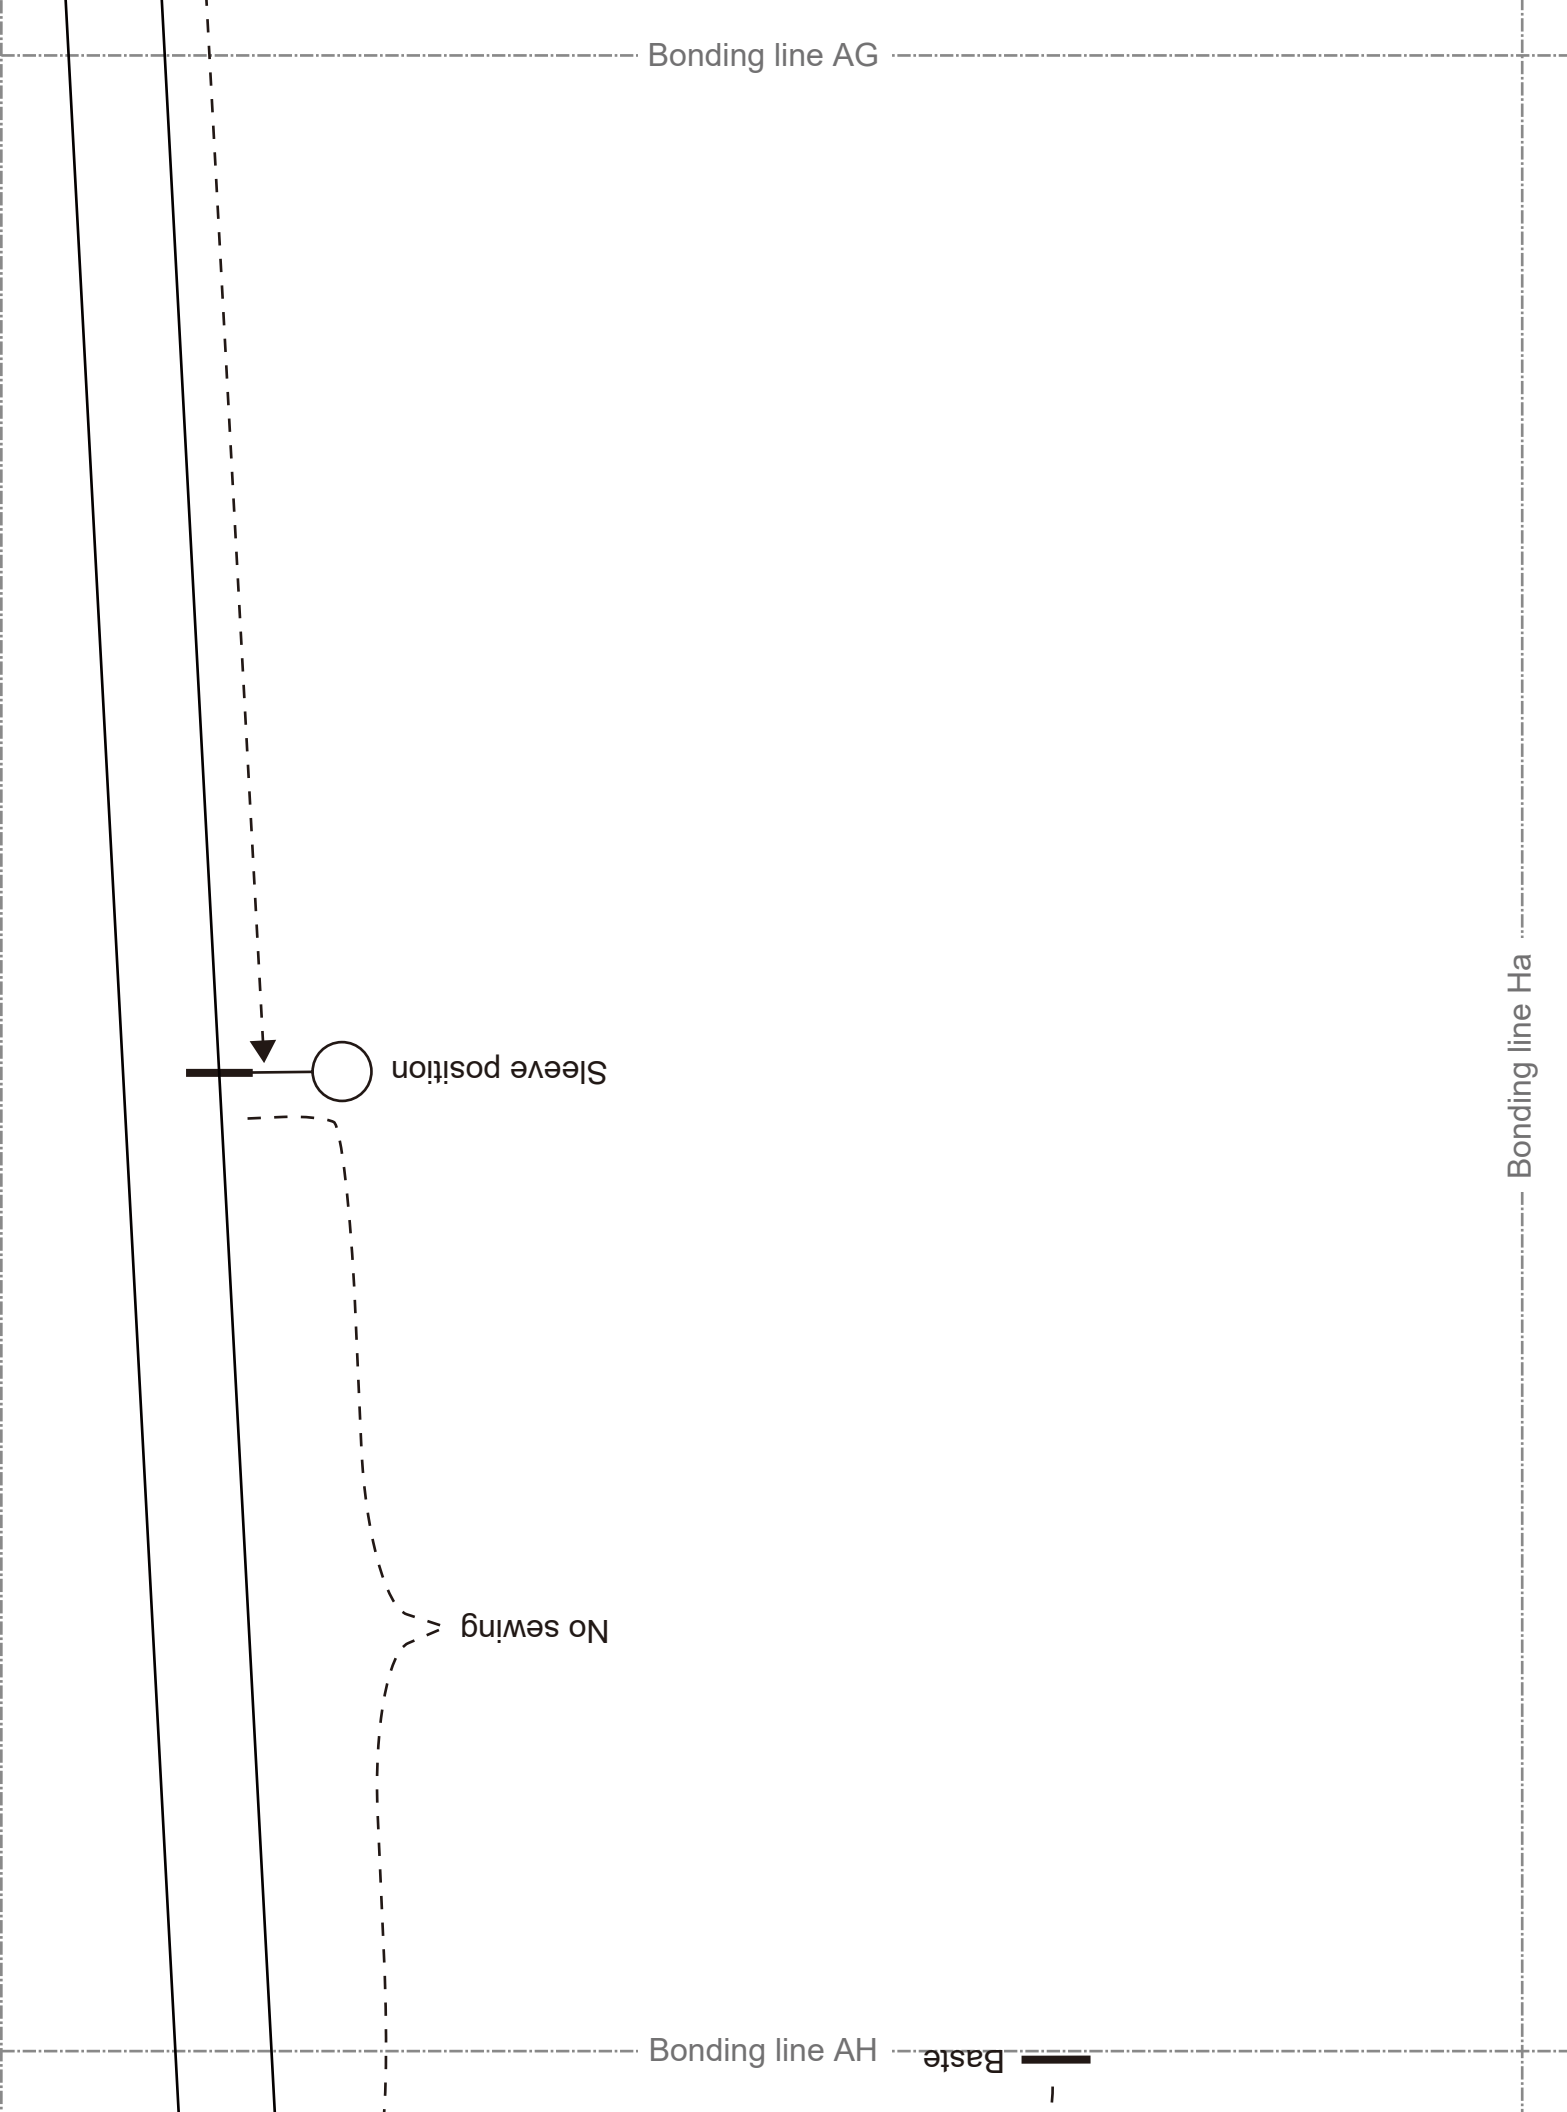 Bonding line AG
Bonding line Ha
Sleeve position
No sewing
Bonding line AH
Baste